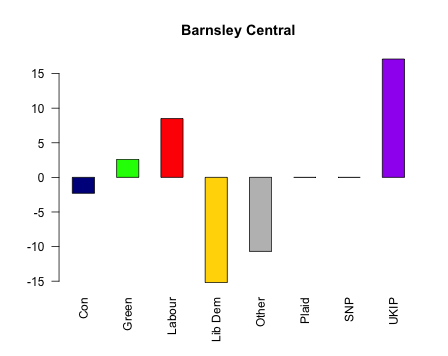 Barnsley Central
15
10
5
0
-5
-10
-15
Con
Green
Labour
Lib Dem
Other
Plaid
SNP
UKIP